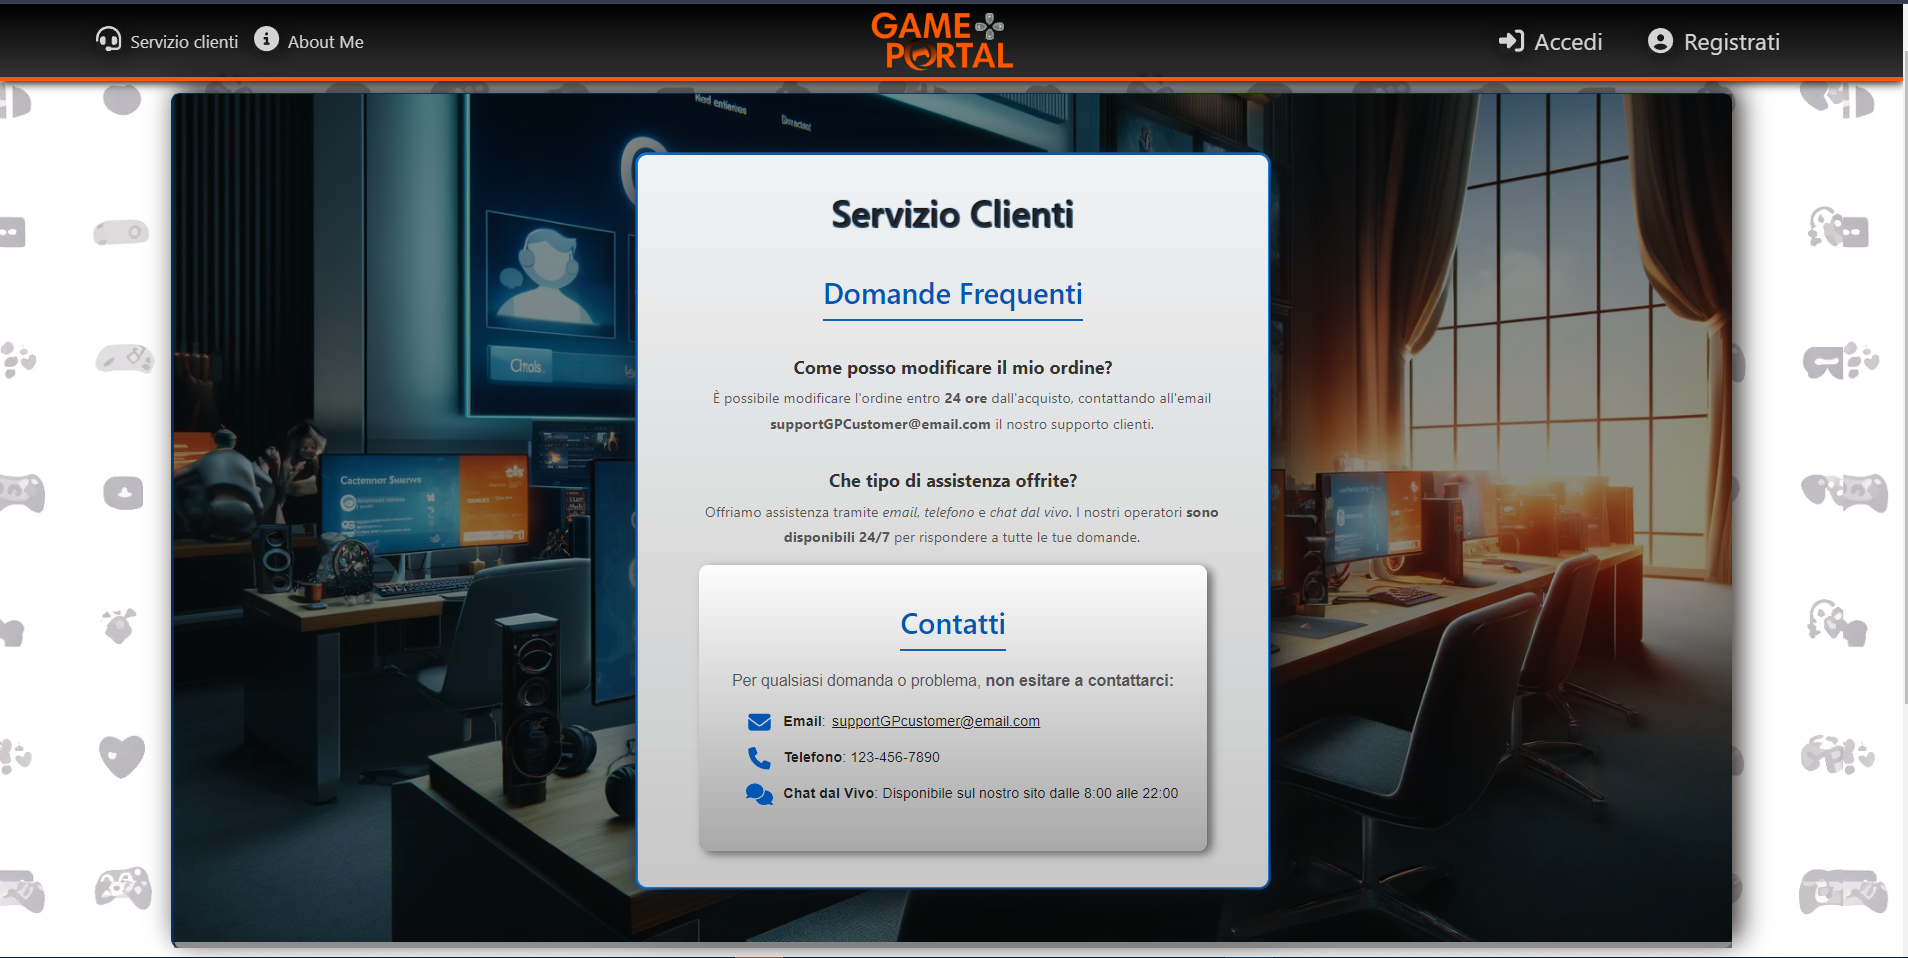 Servizio clienti
About Me
GAME
PORTAL
Accedi
Registrati
Servizio Clienti
Domande Frequenti
Come posso modificare il mio ordine?
È possibile modificare l'ordine entro 24 ore dall'acquisto, contattando all'email
supportGPCustomer@email.com il nostro supporto clienti.
Che tipo di assistenza offrite?
Offriamo assistenza tramite email, telefono e chat dal vivo. I nostri operatori sono
disponibili 24/7 per rispondere a tutte le tue domande.
Contatti
Per qualsiasi domanda o problema, non esitare a contattarci:
Email: supportGPcustomer@email.com
Telefono: 123-456-7890
Chat dal Vivo: Disponibile sul nostro sito dalle 8:00 alle 22:00